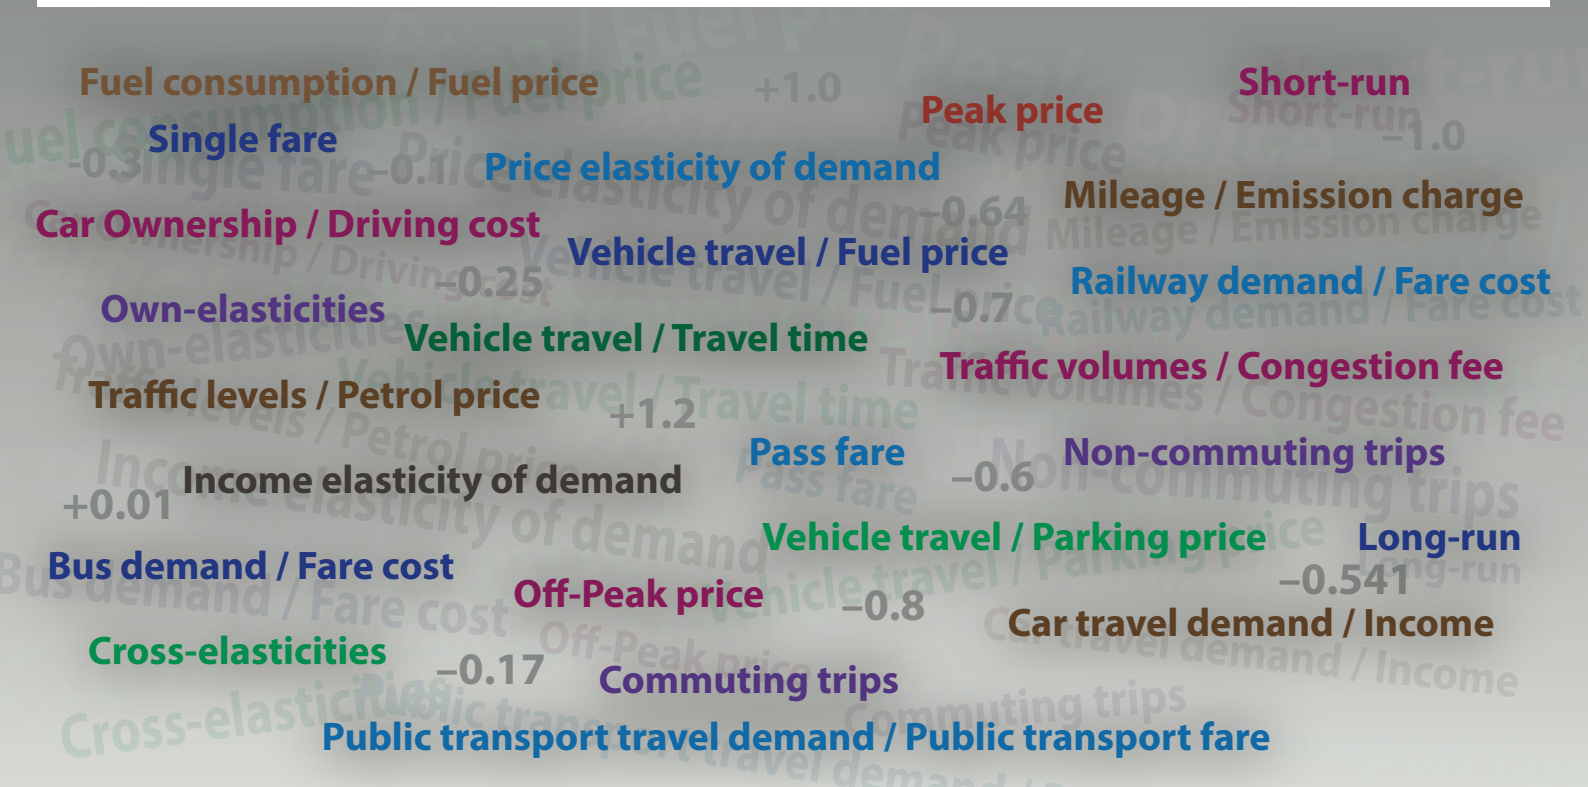 Fuel consumption / Fuel price
+1.0
Short-run
Peak price
Single fare
–1.0
-0.3
–0.1
Price elasticity of demand
Mileage / Emission charge
–0.64
Car Ownership / Driving cost
Vehicle travel / Fuel price
–0.25
Railway demand / Fare cost
Own-elasticities
–0.7
Vehicle travel / Travel time
Traffic volumes / Congestion fee
Traffic levels / Petrol price
+1.2
Pass fare
Non-commuting trips
Income elasticity of demand
–0.6
+0.01
Vehicle travel / Parking price
Long-run
Bus demand / Fare cost
–0.541
Off-Peak price
–0.8
Car travel demand / Income
Cross-elasticities
–0.17
Commuting trips
Public transport travel demand / Public transport fare